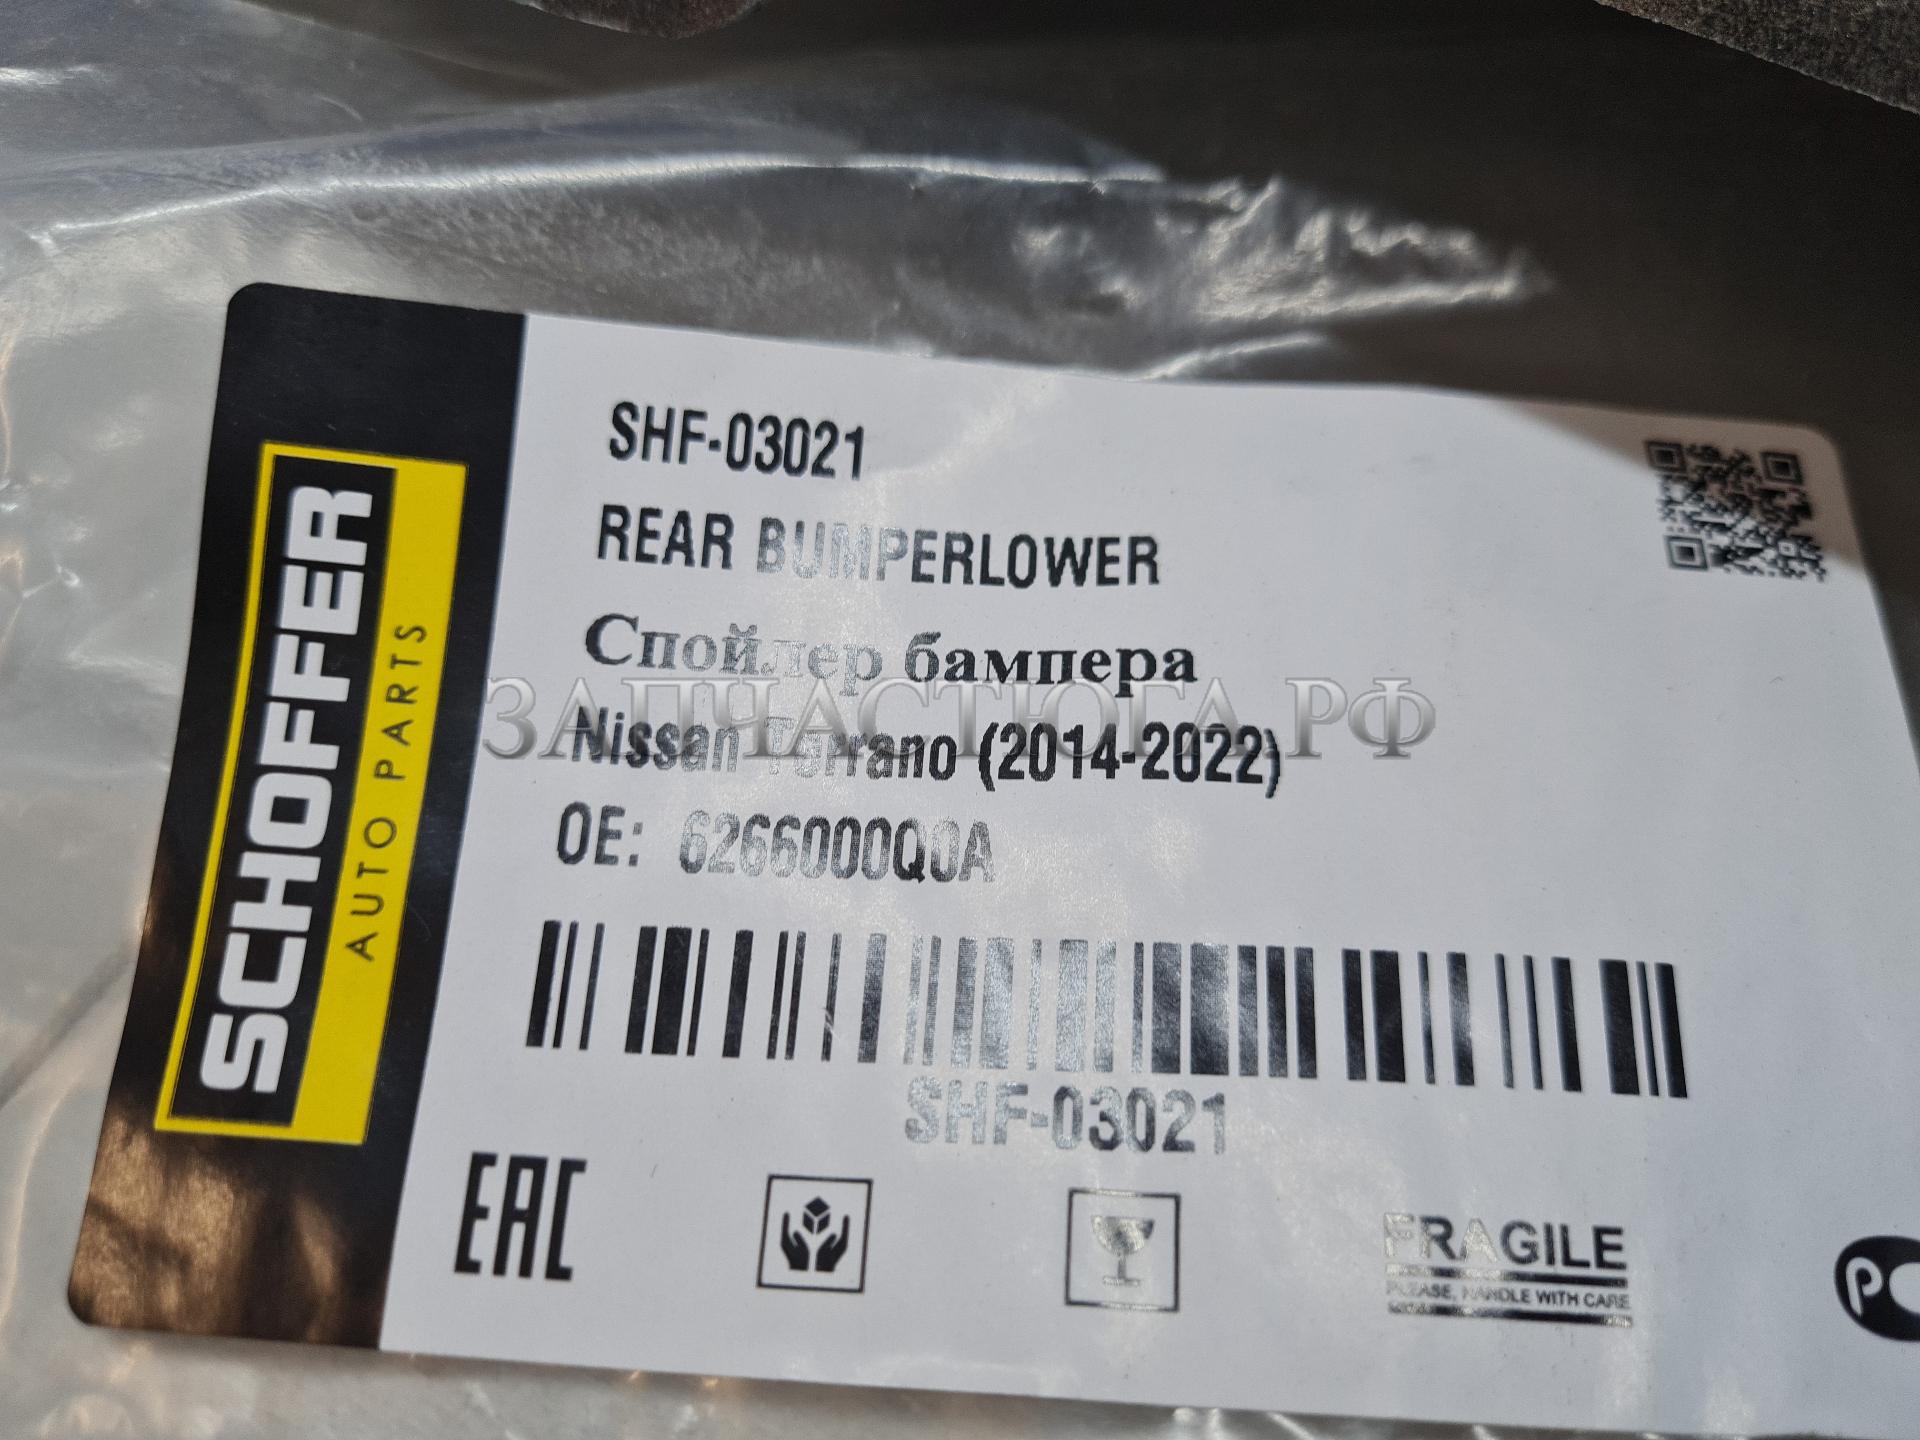 SCHOFFER
AUTO PARTS
SHF-03021
REAR BUMPERLOWER
Спойлер бампера
ЗАПЧАСТЮГА.РФ
Nissan Terrano (2014-2022)
OE: 6266000Q0A
SHF-03021
EAC
FRAGILE
PLEASE, HANDLE WITH CARE